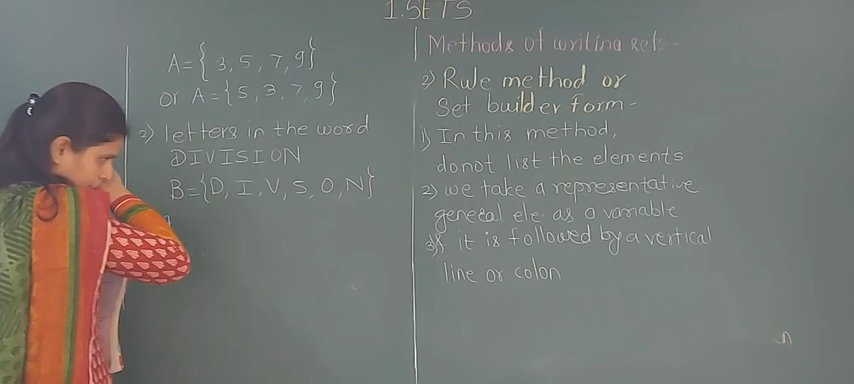 1. SETS
A = { 3, 5, 7, 9}
or A = {5, 3, 7, 9}
2) letters in the word
DIVISION
B = {D, I, V, S, O, N}
Methods of writing sets-
2) Rule method or
Set builder form-
1) In this method,
donot list the elements
2) we take a representative
general ele. as a variable
3) it is followed by a vertical
line or colon